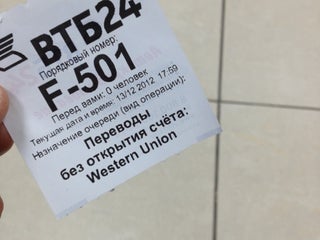 ВТБ24
Порядковый номер:
F-501
Перед вами: 0 человек
Текущая дата и время: 13/12/2012 17:59
Назначение очереди (вид операции):
Переводы
без открытия счёта:
Western Union